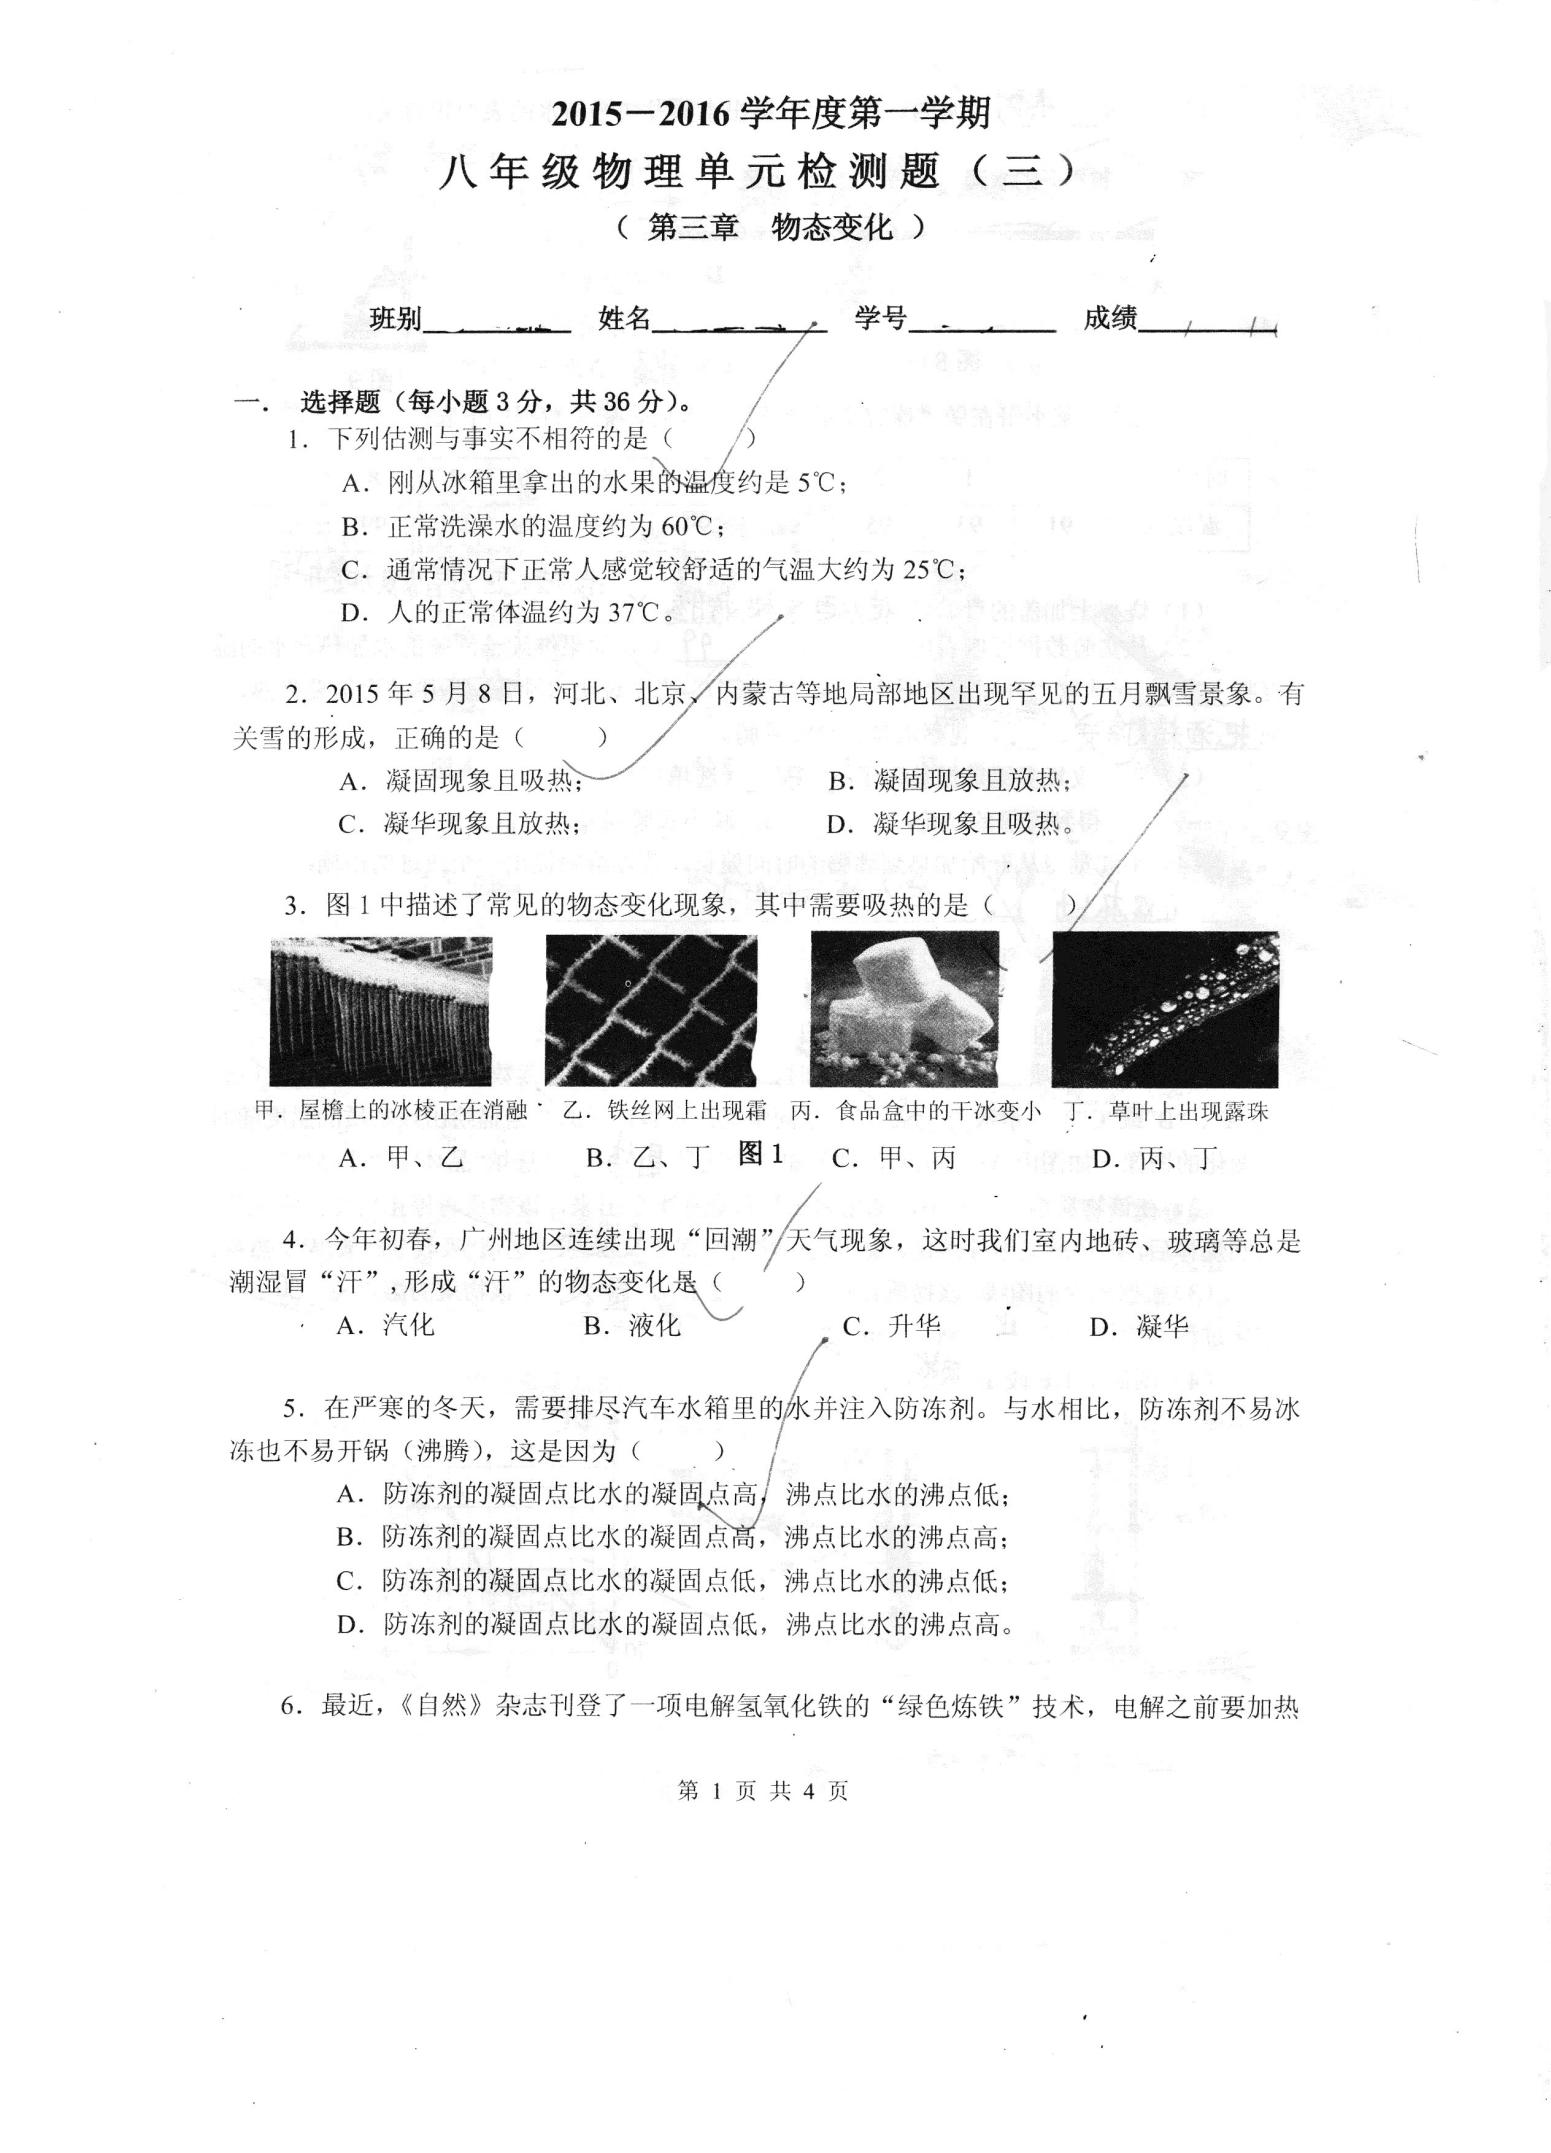 2015－2016 学年度第一学期
八年级物理单元检测题（三）
（ 第三章　物态变化 ）
班别　姓名　学号　成绩
一． 选择题（每小题 3 分，共 36 分）。
1．下列估测与事实不相符的是（　　）
A．刚从冰箱里拿出的水果的温度约是 5℃；
B．正常洗澡水的温度约为 60℃；
C．通常情况下正常人感觉较舒适的气温大约为 25℃；
D．人的正常体温约为 37℃。
2．2015 年 5 月 8 日，河北、北京、内蒙古等地局部地区出现罕见的五月飘雪景象。有
关雪的形成，正确的是（　　）
A．凝固现象且吸热；　B．凝固现象且放热；
C．凝华现象且放热；　D．凝华现象且吸热。
3．图 1 中描述了常见的物态变化现象，其中需要吸热的是（　　）
甲．屋檐上的冰棱正在消融　乙．铁丝网上出现霜　丙．食品盒中的干冰变小　丁．草叶上出现露珠
A．甲、乙　B．乙、丁　图 1　C．甲、丙　D．丙、丁
4．今年初春，广州地区连续出现“回潮”天气现象，这时我们室内地砖、玻璃等总是
潮湿冒“汗”,形成“汗”的物态变化是（　　）
A．汽化　B．液化　C．升华　D．凝华
5．在严寒的冬天，需要排尽汽车水箱里的水并注入防冻剂。与水相比，防冻剂不易冰
冻也不易开锅（沸腾），这是因为（　　）
A．防冻剂的凝固点比水的凝固点高，沸点比水的沸点低；
B．防冻剂的凝固点比水的凝固点高，沸点比水的沸点高；
C．防冻剂的凝固点比水的凝固点低，沸点比水的沸点低；
D．防冻剂的凝固点比水的凝固点低，沸点比水的沸点高。
6．最近，《自然》杂志刊登了一项电解氢氧化铁的“绿色炼铁”技术，电解之前要加热
第 1 页 共 4 页